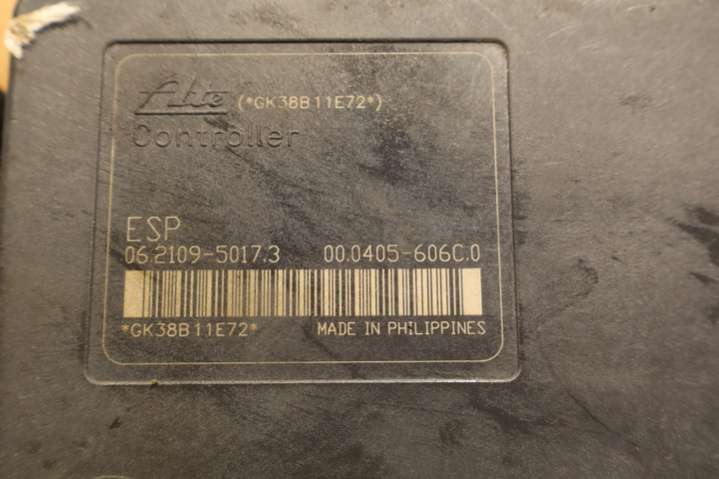 Ate (*GK38B11E72*)
Controller
ESP
06.2109-5017.3 00.0405-606C.0
*GK38B11E72* MADE IN PHILIPPINES